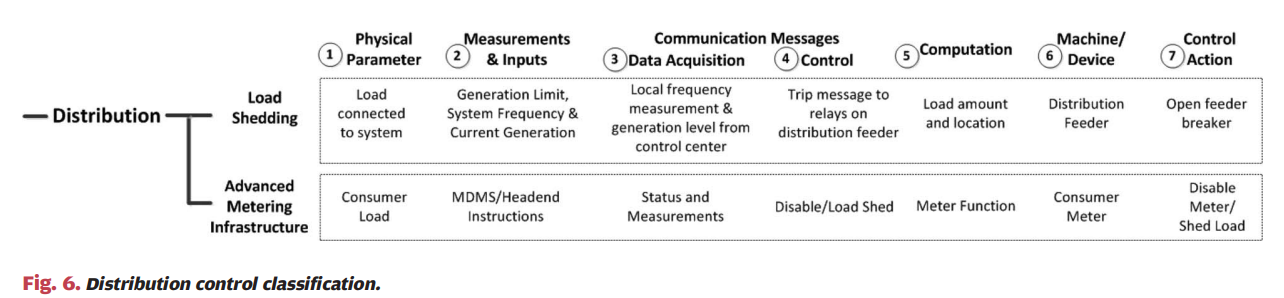 Physical Parameter
Measurements & Inputs
Communication Messages
Computation
Machine/ Device
Control Action
1
2
3 Data Acquisition
4 Control
5
6
7
Distribution
Load
Shedding
Load
connected
to system
Generation Limit,
System Frequency &
Current Generation
Local frequency
measurement &
generation level from
control center
Trip message to
relays on
distribution feeder
Load amount
and location
Distribution
Feeder
Open feeder
breaker
Advanced
Metering
Infrastructure
Consumer
Load
MDMS/Headend
Instructions
Status and
Measurements
Disable/Load Shed
Meter Function
Consumer
Meter
Disable
Meter/
Shed Load
Fig. 6. Distribution control classification.